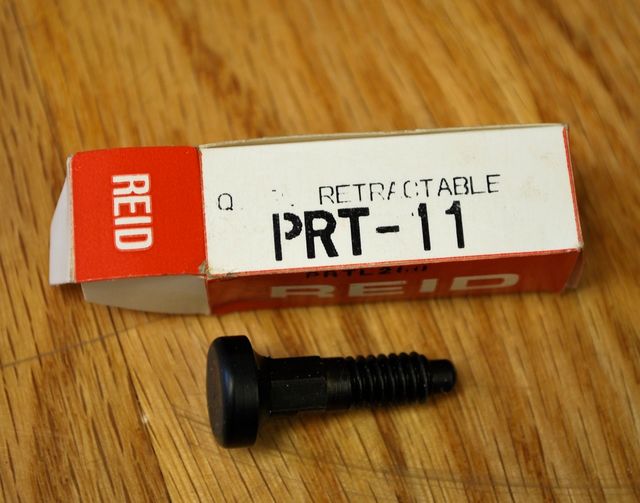 REID
Q RETRACTABLE
PRT-11
REID